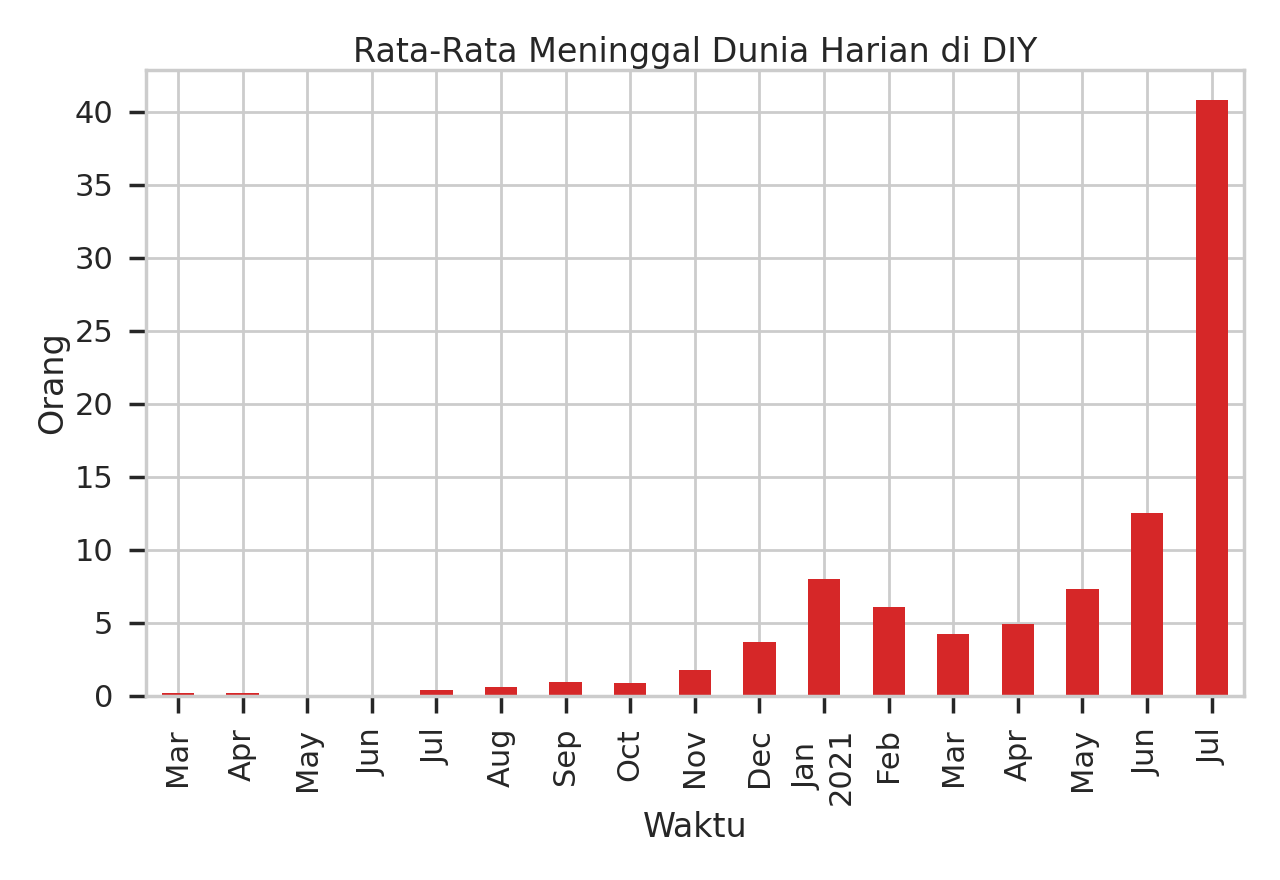 Rata-Rata Meninggal Dunia Harian di DIY
Orang
40
35
30
25
20
15
10
5
0
Mar
Apr
May
Jun
Jul
Aug
Sep
Oct
Nov
Dec
Jan
2021
Feb
Mar
Apr
May
Jun
Jul
Waktu